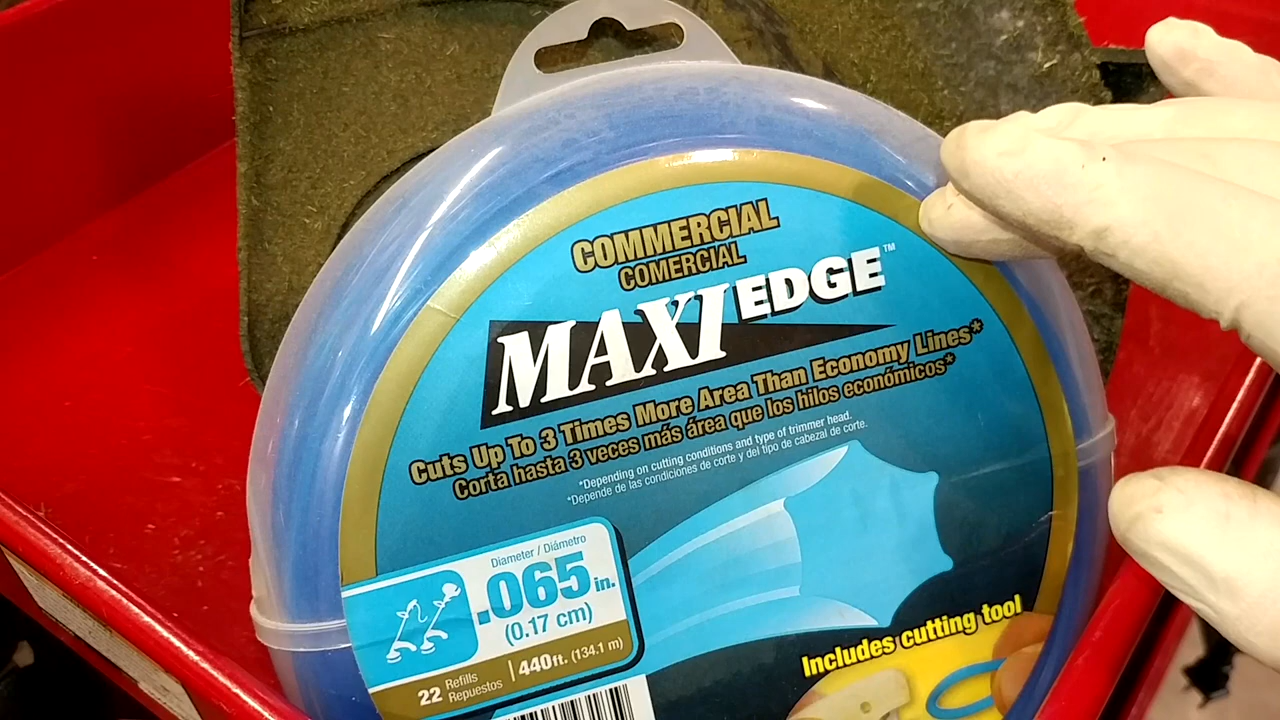 COMMERCIAL
COMERCIAL
MAXI EDGE™
Cuts Up To 3 Times More Area Than Economy Lines*
Corta hasta 3 veces más área que los hilos económicos*
*Depending on cutting conditions and type of trimmer head.
*Depende de las condiciones de corte y del tipo de cabezal de corte.
Diameter / Diámetro
.065 in.
(0.17 cm)
22 Refills Repuestos | 440ft. (134.1 m)
Includes cutting tool